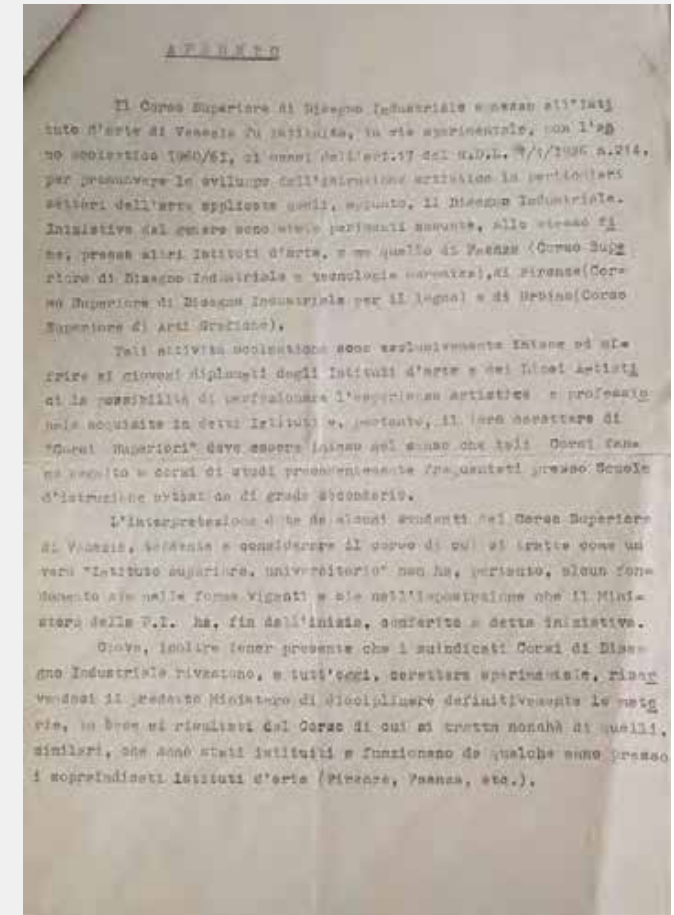 APPUNTO
Il Corso Superiore di Disegno Industriale annesso all'Isti
tuto d'arte di Venezia fu istituito, in via sperimentale, con l'an
no scolastico 1960/61, ai sensi dell'art.17 del R.D.L. 1/1926 n.214,
per promuovere lo sviluppo dell'istruzione artistica in particolari
settori dell'arte applicata quali, appunto, il Disegno Industriale.
Iniziative del genere sono state parimenti assunte, allo stesso fi
ne, presso altri Istituti d'arte, e a quello di Faenza (Corso Supe
riore di Disegno Industriale e tecnologia ceramica),di Firenze(Cor=
so Superiore di Disegno Industriale per il legno) e di Urbino(Corso
Superiore di Arti Grafiche).
Tali attività scolastiche sono esclusivamente intese ad of=
frire ai giovani diplomati degli Istituti d'arte e dei Licei Artisti
ci la possibilità di perfezionare l'esperienza artistica e professio
nale acquisita in detti Istituti e, pertanto, il loro carattere di
"Corsi Superiori" deve essere inteso nel senso che tali Corsi fan=
no seguito a corsi di studi precedentemente frequentati presso Scuole
d'istruzione artistica di grado secondario.
L'interpretazione data da alcuni studenti del Corso Superiore
di Venezia, tendente a considerare il corso di cui si tratta come un
vero "Istituto superiore, universitario" non ha, pertanto, alcun fon=
damento sia nelle forme vigenti e sia nell'impostazione che il Mini=
stero della P.I. ha, fin dall'inizio, conferito a detta iniziativa.
Giova, inoltre tener presente che i suindicati Corsi di Dise=
gno Industriale rivestono, a tutt'oggi, carattere sperimentale, riser
vandosi il predetto Ministero di disciplinare definitivamente la mate
ria, in base ai risultati del Corso di cui si tratta nonchè di quelli,
similari, che sono stati istituiti e funzionano da qualche anno presso
i sopraindicati istituti d'arte (Firenze, Faenza, etc.).